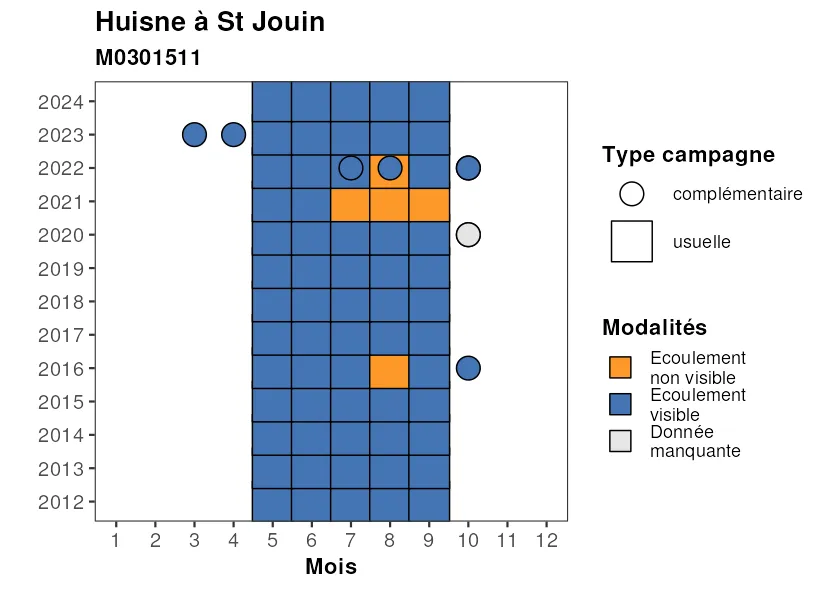 Huisne à St Jouin
M0301511
2024
2023
2022
2021
2020
2019
2018
2017
2016
2015
2014
2013
2012
1 2 3 4 5 6 7 8 9 10 11 12
Mois
Type campagne
complémentaire
usuelle
Modalités
Ecoulement
non visible
Ecoulement
visible
Donnée
manquante